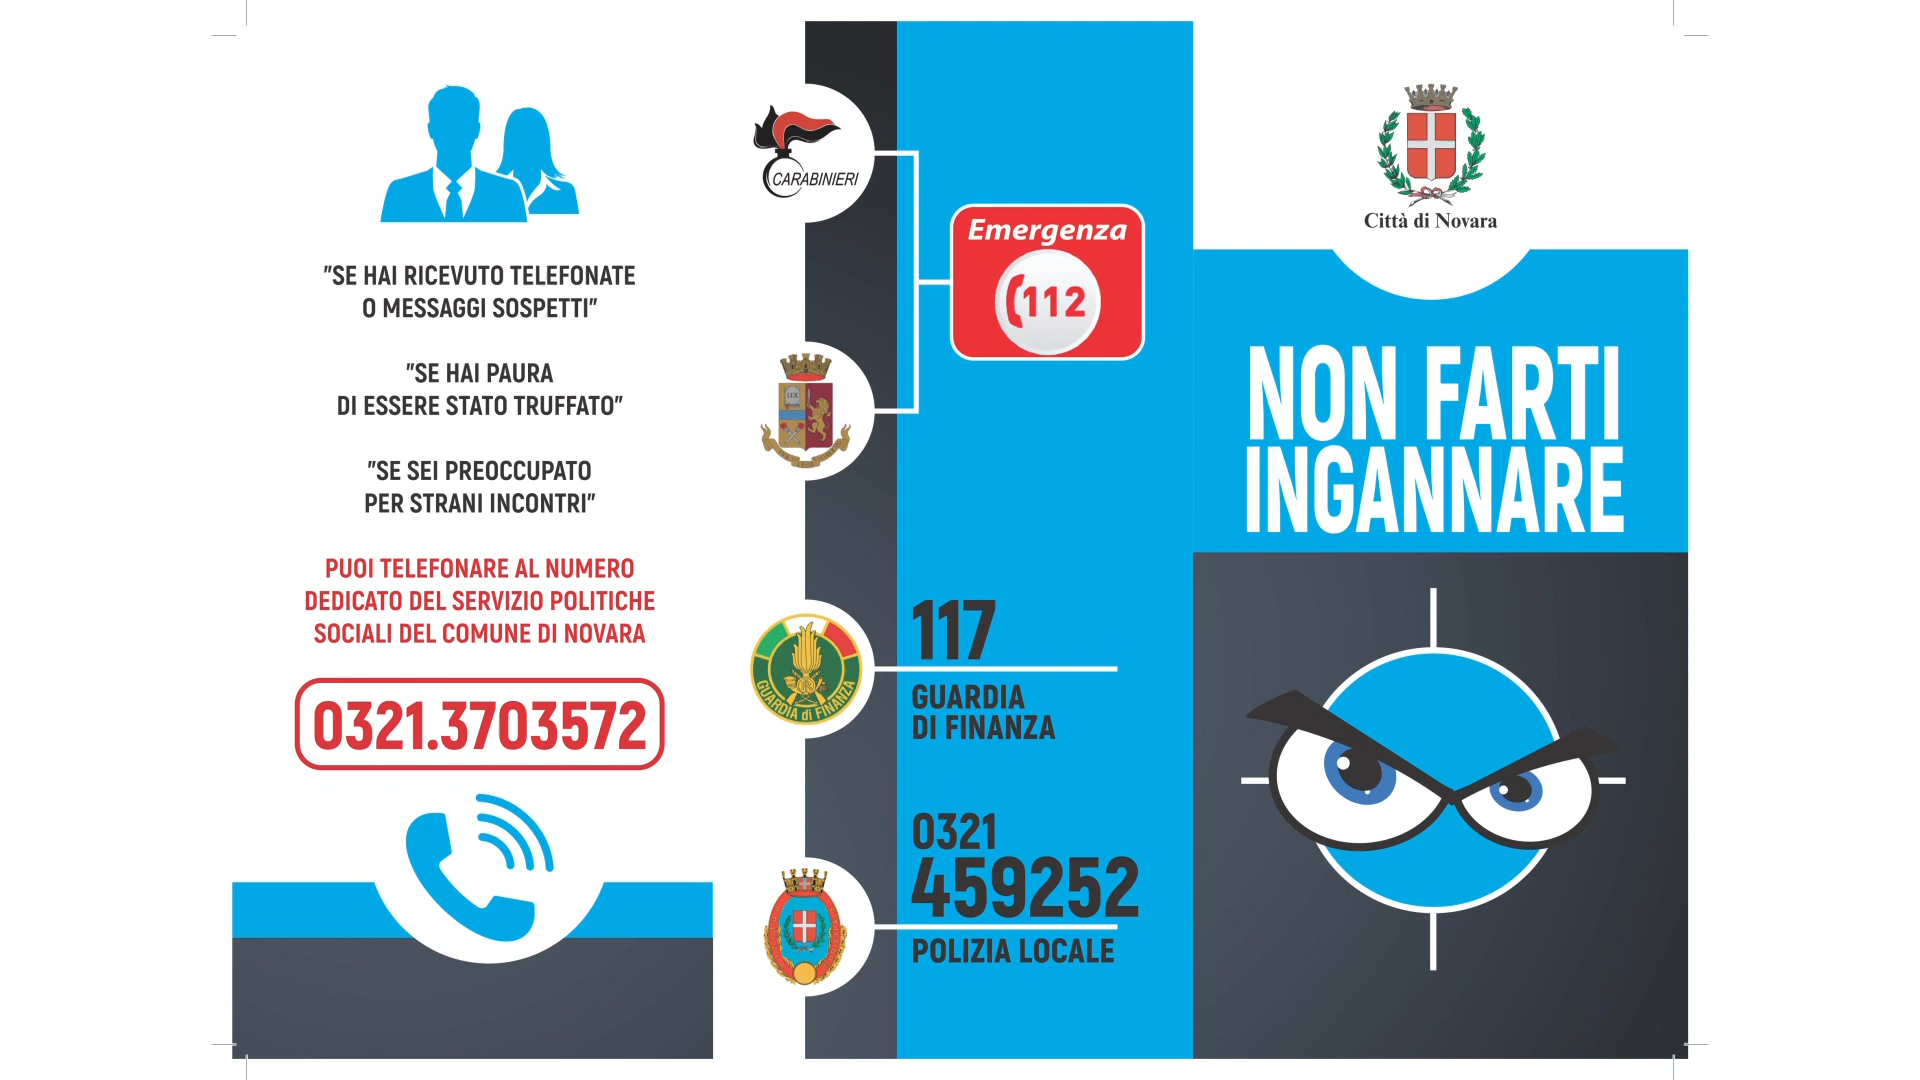 "SE HAI RICEVUTO TELEFONATE
O MESSAGGI SOSPETTI"
"SE HAI PAURA
DI ESSERE STATO TRUFFATO"
"SE SEI PREOCCUPATO
PER STRANI INCONTRI"
PUOI TELEFONARE AL NUMERO
DEDICATO DEL SERVIZIO POLITICHE
SOCIALI DEL COMUNE DI NOVARA
0321.3703572
CARABINIERI
Emergenza
112
LEX
GUARDIA di FINANZA
117
GUARDIA
DI FINANZA
0321
459252
POLIZIA LOCALE
Città di Novara
NON FARTI
INGANNARE